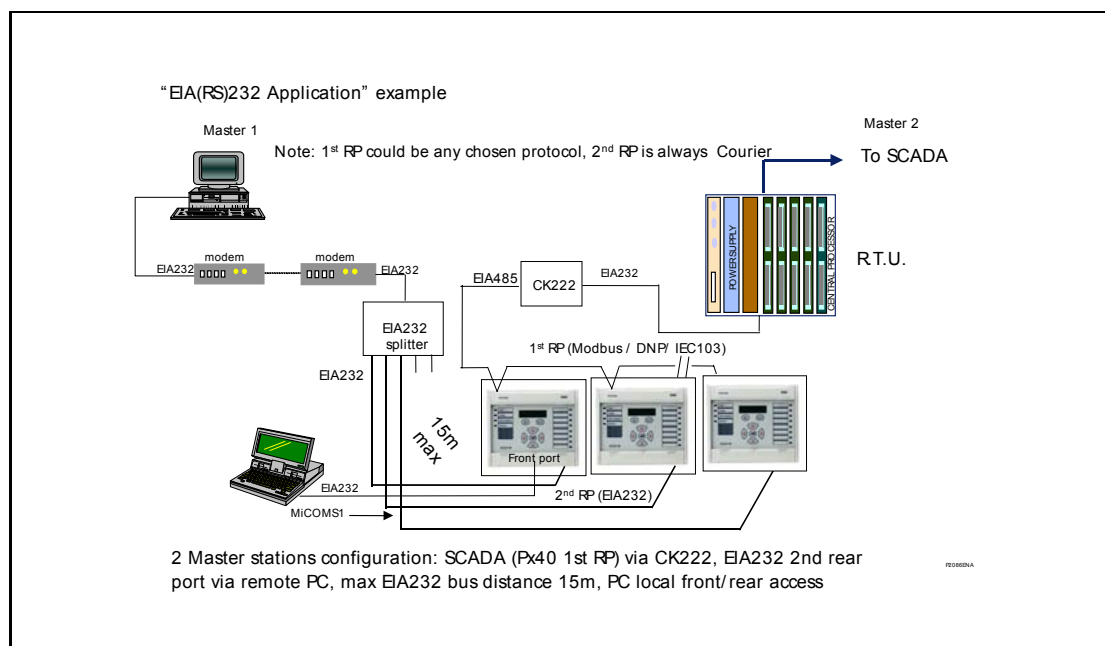 “EIA(RS)232 Application” example
Master 1
Note: 1st RP could be any chosen protocol, 2nd RP is always Courier
Master 2
To SCADA
POWER SUPPLY
CENTRAL PROCESSOR
R.T.U.
modem
modem
EIA232
EIA232
EIA485
CK222
EIA232
EIA232
splitter
1st RP (Modbus / DNP/ IEC103)
EIA232
15m
max
Front port
EIA232
2nd RP (EIA232)
MiCOMS1
2 Master stations configuration: SCADA (Px40 1st RP) via CK222, EIA232 2nd rear
port via remote PC, max EIA232 bus distance 15m, PC local front/rear access
P2086ENA